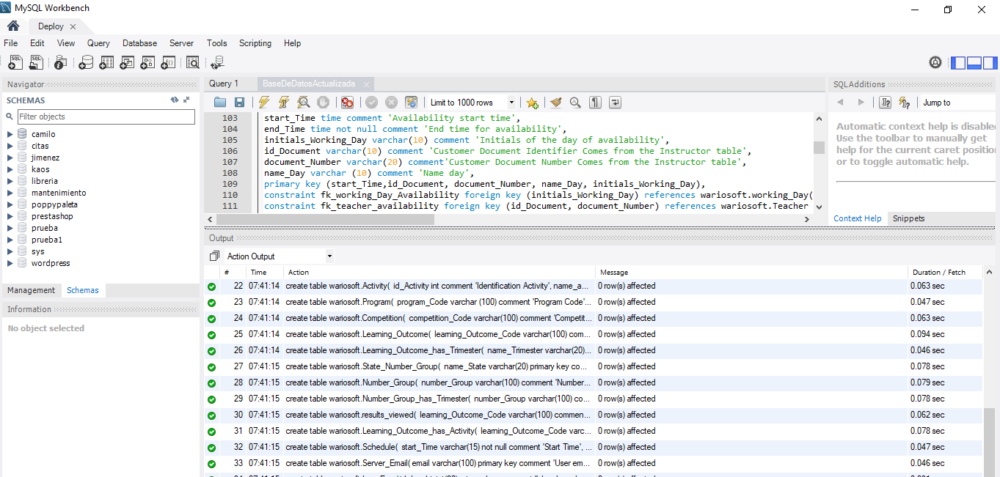 MySQL Workbench
Deploy
File Edit View Query Database Server Tools Scripting Help
Navigator
SCHEMAS
Filter objects
camilo
citas
jimenez
kaos
libreria
mantenimiento
poppypaleta
prestashop
prueba
prueba1
sys
wordpress
Management Schemas
Information
No object selected
Query 1 BaseDeDatosActualizada
Limit to 1000 rows
103 start_Time time comment 'Availability start time',
104 end_Time time not null comment 'End time for availability',
105 initials_Working_Day varchar(10) comment 'Initials of the day of availability',
106 id_Document varchar(10) comment 'Customer Document Identifier Comes from the Instructor table',
107 document_Number varchar(20) comment'Customer Document Number Comes from the Instructor table',
108 name_Day varchar (10) comment 'Name day',
109 primary key (start_Time,id_Document, document_Number, name_Day, initials_Working_Day),
110 constraint fk_working_Day_Availability foreign key (initials_Working_Day) references wariosoft.working_Day(
111 constraint fk_teacher_availability foreign key (id_Document, document_Number) references wariosoft.Teacher
SQLAdditions
Jump to
Automatic context help is disabled
Use the toolbar to manually get
help for the current caret position
or to toggle automatic help.
Context Help Snippets
Output
Action Output
# Time Action Message Duration / Fetch
22 07:41:14 create table wariosoft.Activity( id_Activity int comment 'Identification Activity', name_a... 0 row(s) affected 0.063 sec
23 07:41:14 create table wariosoft.Program( program_Code varchar (100) comment 'Program Code'... 0 row(s) affected 0.047 sec
24 07:41:14 create table wariosoft.Competition( competition_Code varchar(100) comment 'Competit... 0 row(s) affected 0.063 sec
25 07:41:14 create table wariosoft.Learning_Outcome( learning_Outcome_Code varchar(100) com... 0 row(s) affected 0.094 sec
26 07:41:14 create table wariosoft.Learning_Outcome_has_Trimester( name_Trimester varchar(20)... 0 row(s) affected 0.046 sec
27 07:41:15 create table wariosoft.State_Number_Group( name_State varchar(20) primary key co... 0 row(s) affected 0.078 sec
28 07:41:15 create table wariosoft.Number_Group( number_Group varchar(100) comment 'Number... 0 row(s) affected 0.079 sec
29 07:41:15 create table wariosoft.Number_Group_has_Trimester( number_Group varchar(100) co... 0 row(s) affected 0.078 sec
30 07:41:15 create table wariosoft.results_viewed( learning_Outcome_Code varchar(100) commen... 0 row(s) affected 0.062 sec
31 07:41:15 create table wariosoft.Learning_Outcome_has_Activity( learning_Outcome_Code varc... 0 row(s) affected 0.078 sec
32 07:41:15 create table wariosoft.Schedule( start_Time varchar(15) not null comment 'Start Time', ... 0 row(s) affected 0.047 sec
33 07:41:15 create table wariosoft.Server_Email( email varchar(100) primary key comment 'User em... 0 row(s) affected 0.046 sec